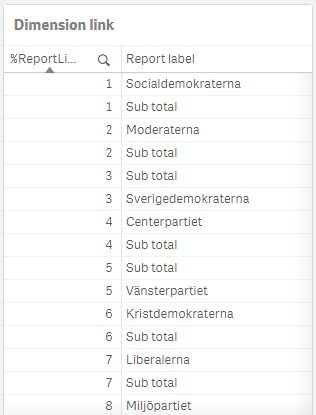 Dimension link
%ReportLi... Report label
1 Socialdemokraterna
1 Sub total
2 Moderaterna
2 Sub total
3 Sub total
3 Sverigedemokraterna
4 Centerpartiet
4 Sub total
5 Sub total
5 Vänsterpartiet
6 Kristdemokraterna
6 Sub total
7 Liberalerna
7 Sub total
8 Miljöpartiet